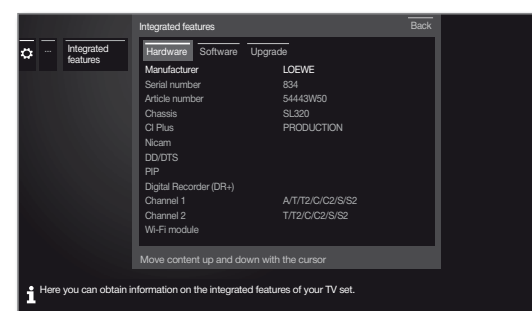 Integrated features Back
... Integrated features
Hardware Software Upgrade
Manufacturer LOEWE
Serial number 834
Article number 54443W50
Chassis SL320
CI Plus PRODUCTION
Nicam
DD/DTS
PIP
Digital Recorder (DR+)
Channel 1 A/T/T2/C/C2/S/S2
Channel 2 T/T2/C/C2/S/S2
Wi-Fi module
Move content up and down with the cursor
i Here you can obtain information on the integrated features of your TV set.